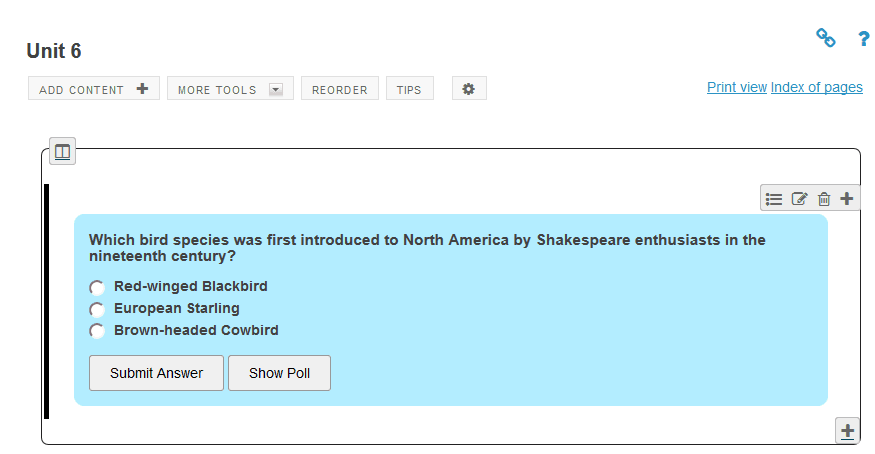 Unit 6
?
ADD CONTENT
MORE TOOLS
REORDER
TIPS
Print view Index of pages
Which bird species was first introduced to North America by Shakespeare enthusiasts in the
nineteenth century?
Red-winged Blackbird
European Starling
Brown-headed Cowbird
Submit Answer
Show Poll